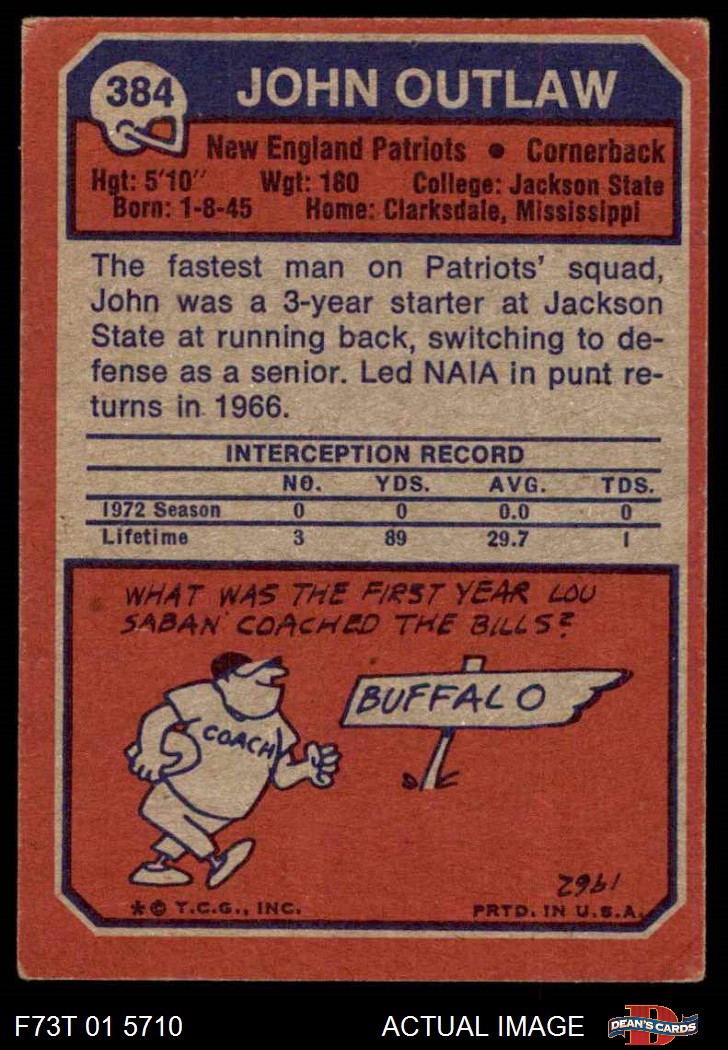 384
JOHN OUTLAW
New England Patriots • Cornerback
Hgt: 5'10" Wgt: 180 College: Jackson State
Born: 1-8-45 Home: Clarksdale, Mississippi
The fastest man on Patriots' squad,
John was a 3-year starter at Jackson
State at running back, switching to de-
fense as a senior. Led NAIA in punt re-
turns in 1966.
INTERCEPTION RECORD
NO. YDS. AVG. TDS.
1972 Season 0 0 0.0 0
Lifetime 3 89 29.7 1
WHAT WAS THE FIRST YEAR LOU
SABAN COACHED THE BILLS?
COACH
BUFFALO
1962
* © T.C.G., INC. PRTD. IN U.S.A.
F73T 01 5710 ACTUAL IMAGE
D
DEAN'S CARDS